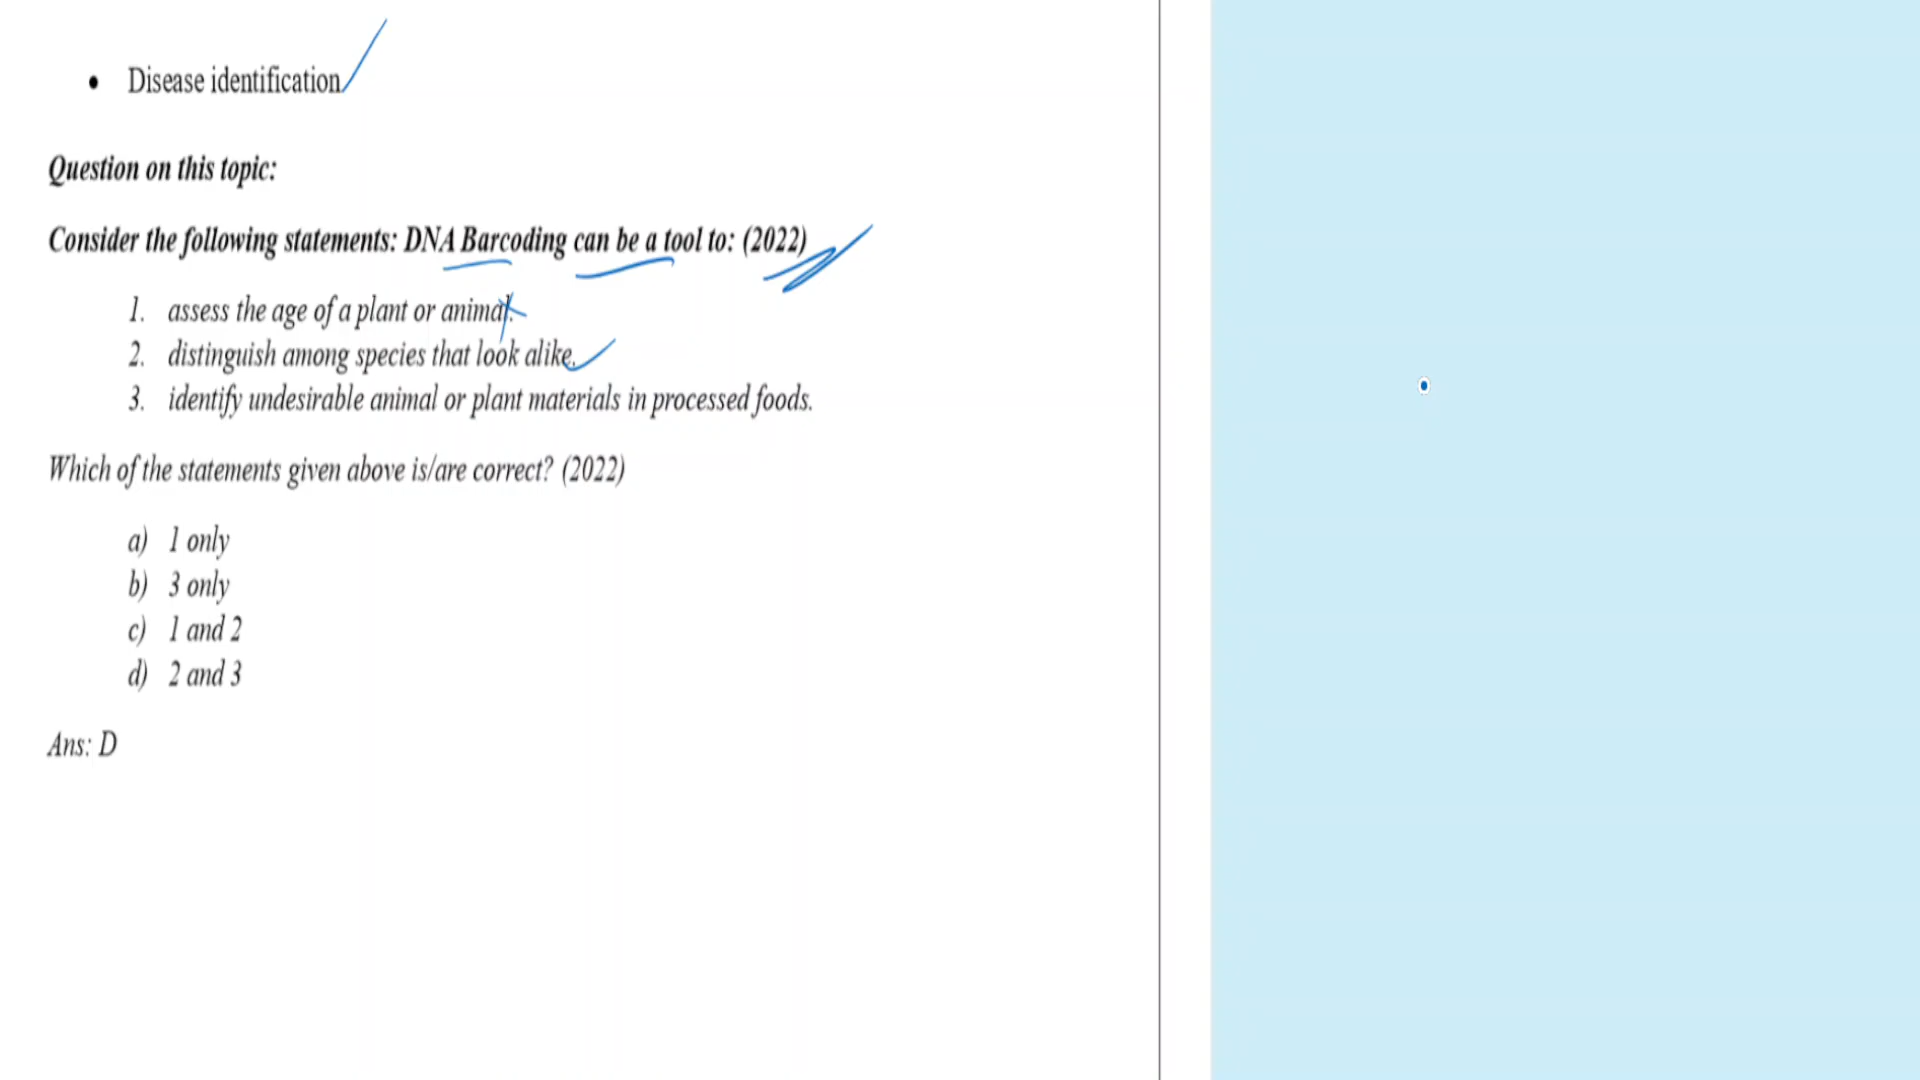 • Disease identification
Question on this topic:
Consider the following statements: DNA Barcoding can be a tool to: (2022)
1. assess the age of a plant or animal.
2. distinguish among species that look alike.
3. identify undesirable animal or plant materials in processed foods.
Which of the statements given above is/are correct? (2022)
a) 1 only
b) 3 only
c) 1 and 2
d) 2 and 3
Ans: D